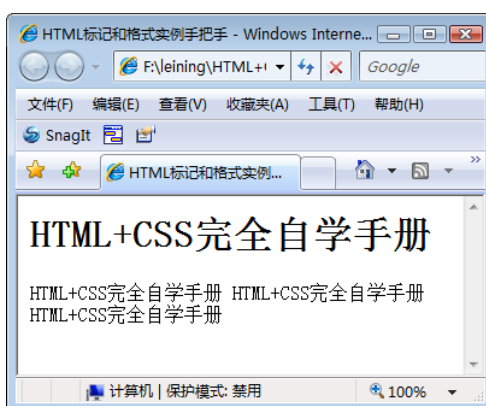 HTML标记和格式实例手把手 - Windows Interne...
F:\leining\HTML+ Google
文件(F) 编辑(E) 查看(V) 收藏夹(A) 工具(T) 帮助(H)
SnagIt
HTML标记和格式实例...
HTML+CSS完全自学手册
HTML+CSS完全自学手册 HTML+CSS完全自学手册
HTML+CSS完全自学手册
计算机 | 保护模式: 禁用 100%